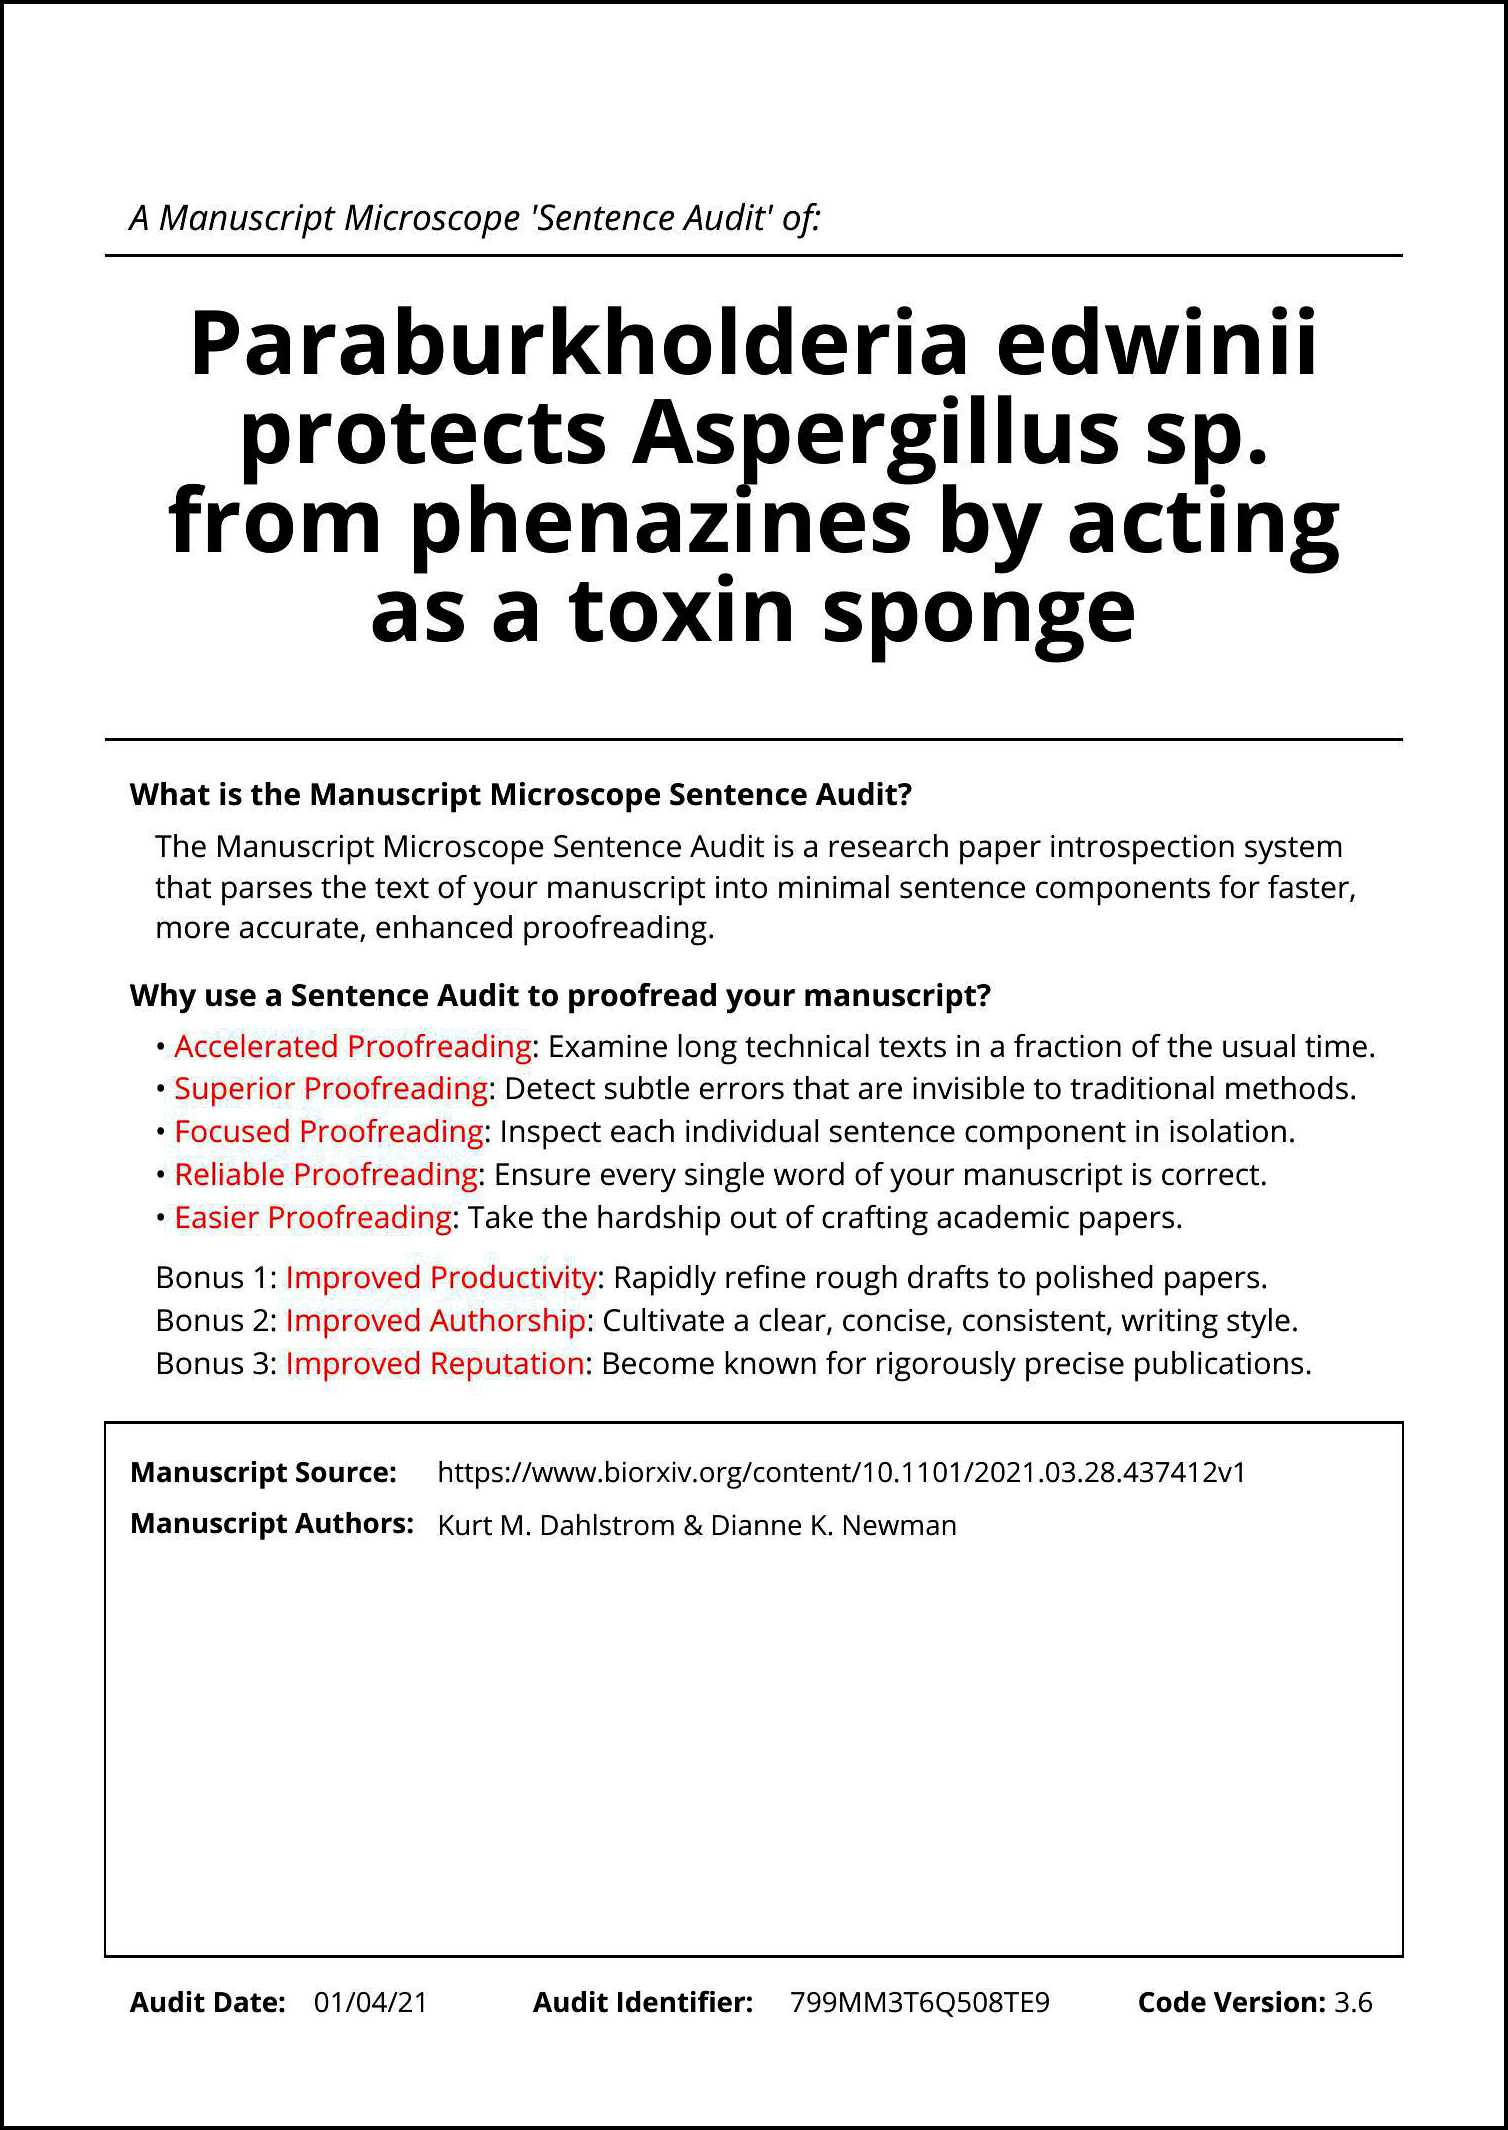 A Manuscript Microscope 'Sentence Audit' of:
Paraburkholderia edwinii
protects Aspergillus sp.
from phenazines by acting
as a toxin sponge
What is the Manuscript Microscope Sentence Audit?
The Manuscript Microscope Sentence Audit is a research paper introspection system
that parses the text of your manuscript into minimal sentence components for faster,
more accurate, enhanced proofreading.
Why use a Sentence Audit to proofread your manuscript?
• Accelerated Proofreading: Examine long technical texts in a fraction of the usual time.
• Superior Proofreading: Detect subtle errors that are invisible to traditional methods.
• Focused Proofreading: Inspect each individual sentence component in isolation.
• Reliable Proofreading: Ensure every single word of your manuscript is correct.
• Easier Proofreading: Take the hardship out of crafting academic papers.
Bonus 1: Improved Productivity: Rapidly refine rough drafts to polished papers.
Bonus 2: Improved Authorship: Cultivate a clear, concise, consistent, writing style.
Bonus 3: Improved Reputation: Become known for rigorously precise publications.
Manuscript Source: https://www.biorxiv.org/content/10.1101/2021.03.28.437412v1
Manuscript Authors: Kurt M. Dahlstrom & Dianne K. Newman
Audit Date: 01/04/21 Audit Identifier: 799MM3T6Q508TE9 Code Version: 3.6